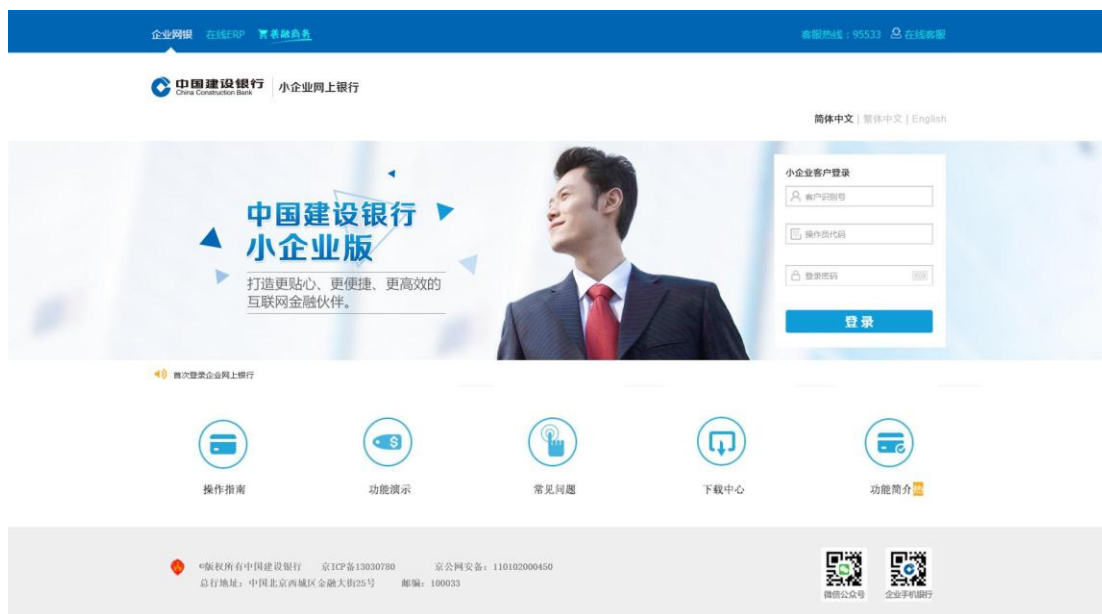 企业网银 在线ERP 善融商务 客服热线：95533 在线客服
中国建设银行
China Construction Bank
小企业网上银行
简体中文 | 繁体中文 | English
中国建设银行
小企业版
打造更贴心、更便捷、更高效的
互联网金融伙伴。
小企业客户登录
客户识别号
操作员代码
登录密码
登录
首次登录企业网上银行
操作指南 功能演示 常见问题 下载中心 功能简介
©版权所有中国建设银行 京ICP备13030780 京公网安备：110102000450
总行地址：中国北京西城区金融大街25号 邮编：100033
微信公众号 企业手机银行